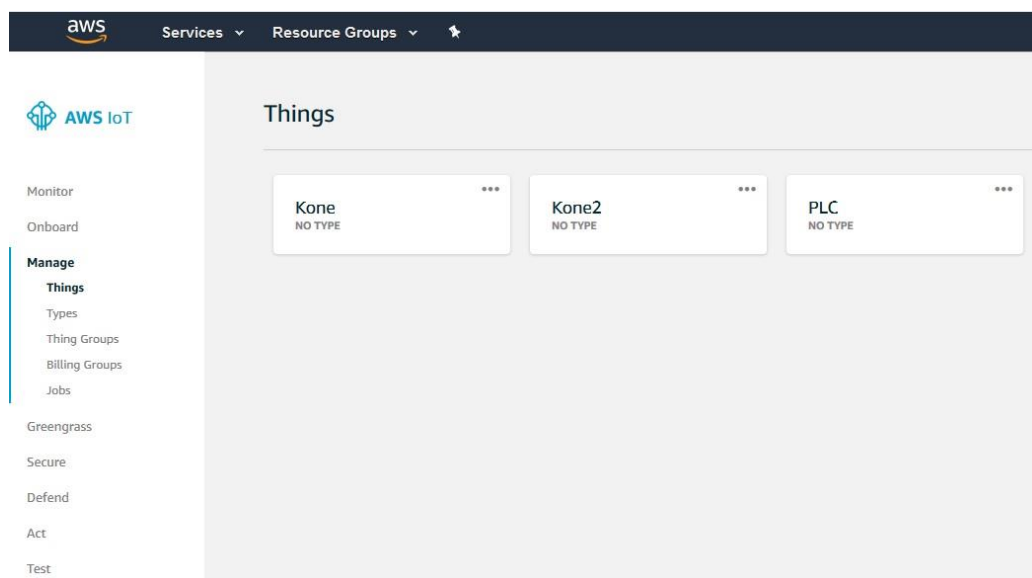 aws Services Resource Groups
AWS IoT
Things
Monitor
Onboard
Manage
Things
Types
Thing Groups
Billing Groups
Jobs
Greengrass
Secure
Defend
Act
Test
Kone
NO TYPE
Kone2
NO TYPE
PLC
NO TYPE